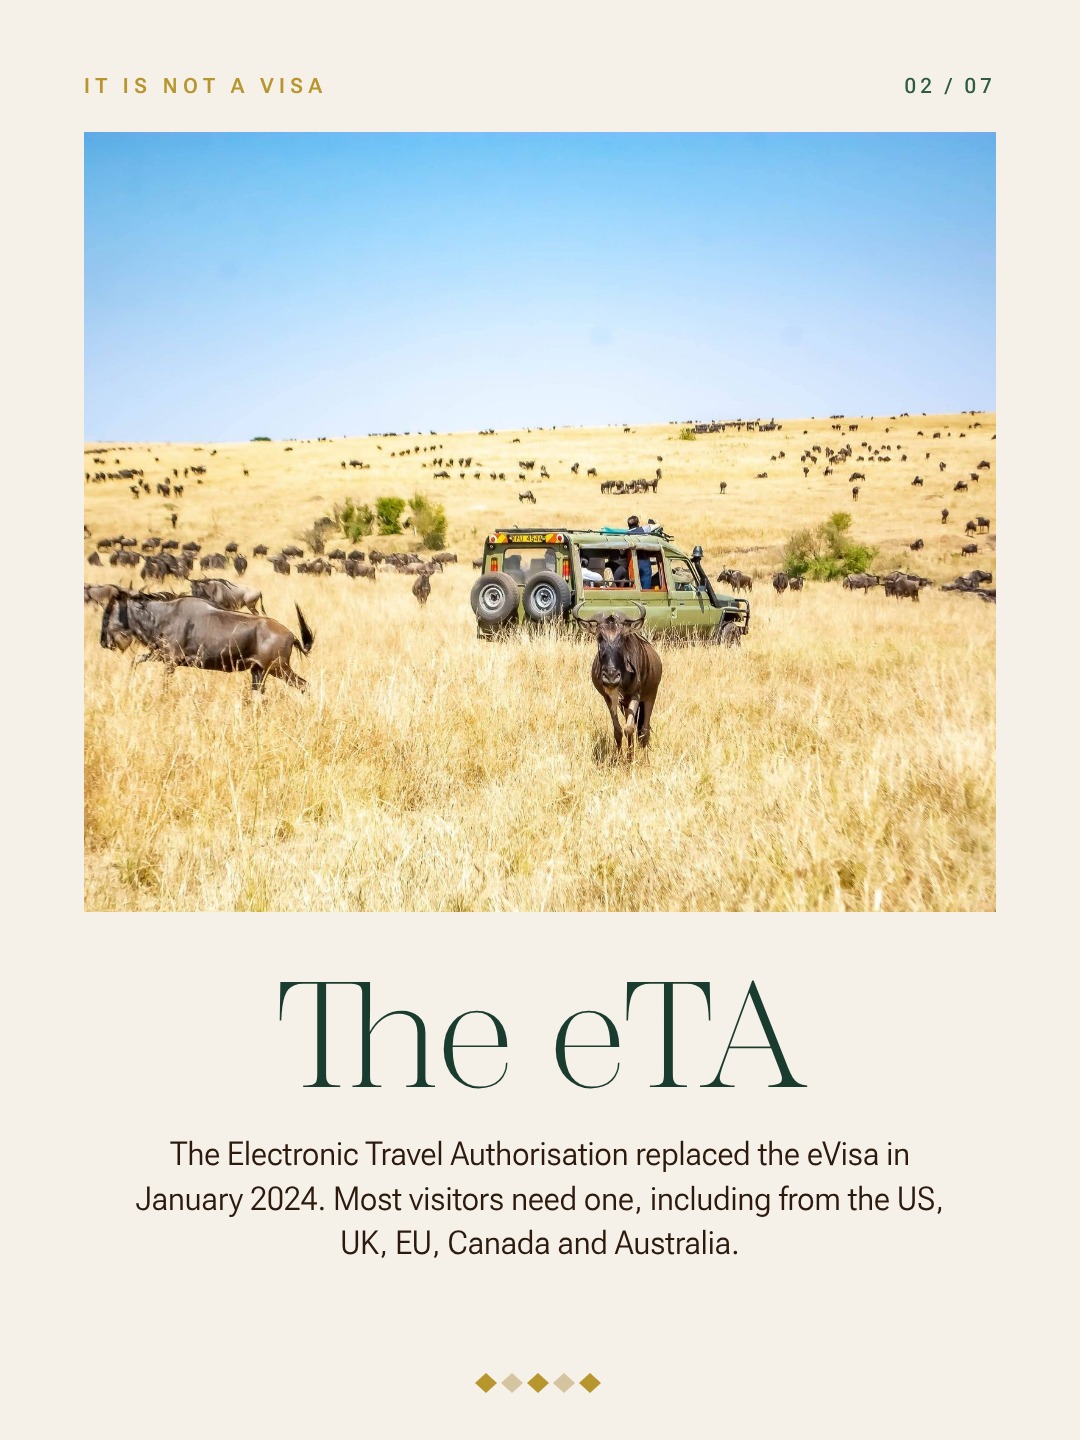 IT IS NOT A VISA
02 / 07
The eTA
The Electronic Travel Authorisation replaced the eVisa in
January 2024. Most visitors need one, including from the US,
UK, EU, Canada and Australia.